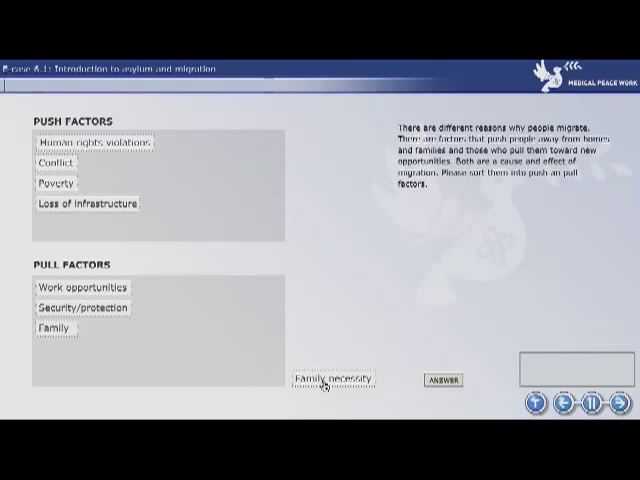 E-case 6.1: Introduction to asylum and migration
MEDICAL PEACE WORK
PUSH FACTORS
Human rights violations
Conflict
Poverty
Loss of infrastructure
There are different reasons why people migrate.
There are factors that push people away from homes
and families and those who pull them toward new
opportunities. Both are a cause and effect of
migration. Please sort them into push an pull
factors.
PULL FACTORS
Work opportunities
Security/protection
Family
Family necessity
ANSWER
T